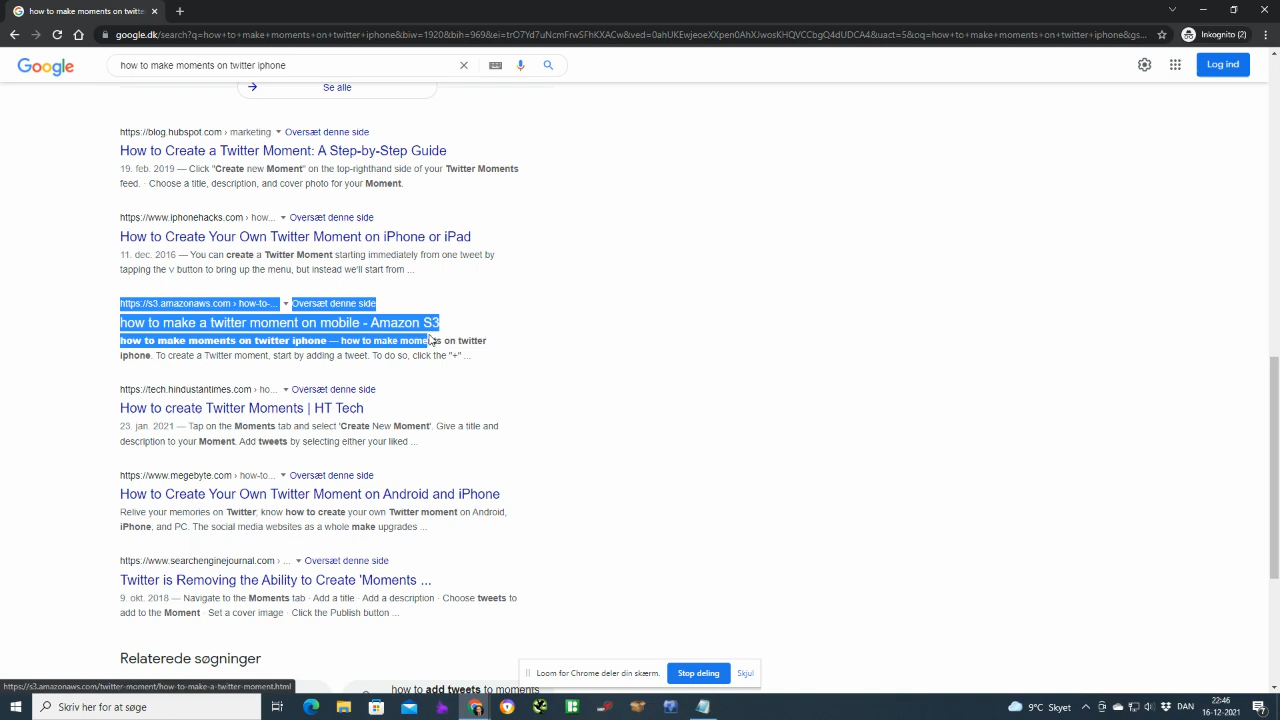 how to make moments on twitter
google.dk/search?q=how+to+make+moments+on+twitter+iphone&biw=1920&bih=969&ei=
Inkognito (2)
Google
how to make moments on twitter iphone
Log ind
Se alle
https://blog.hubspot.com › marketing Oversæt denne side
How to Create a Twitter Moment: A Step-by-Step Guide
19. feb. 2019 — Click "Create new Moment" on the top-righthand side of your Twitter Moments
feed. · Choose a title, description, and cover photo for your Moment.
https://www.iphonehacks.com › how... Oversæt denne side
How to Create Your Own Twitter Moment on iPhone or iPad
11. dec. 2016 — You can create a Twitter Moment starting immediately from one tweet by
tapping the v button to bring up the menu, but instead we'll start from ...
https://s3.amazonaws.com › how-to-... Oversæt denne side
how to make a twitter moment on mobile - Amazon S3
how to make moments on twitter iphone — how to make moments on twitter
iphone. To create a Twitter moment, start by adding a tweet. To do so, click the "+" ...
https://tech.hindustantimes.com › ho... Oversæt denne side
How to create Twitter Moments | HT Tech
23. jan. 2021 — Tap on the Moments tab and select 'Create New Moment'. Give a title and
description to your Moment. Add tweets by selecting either your liked ...
https://www.megebyte.com › how-to... Oversæt denne side
How to Create Your Own Twitter Moment on Android and iPhone
Relive your memories on Twitter; know how to create your own Twitter moment on Android,
iPhone, and PC. The social media websites as a whole make upgrades ...
https://www.searchenginejournal.com › ... Oversæt denne side
Twitter is Removing the Ability to Create 'Moments ...
9. okt. 2018 — Navigate to the Moments tab · Add a title · Add a description · Choose tweets to
add to the Moment · Set a cover image · Click the Publish button ...
Relaterede søgninger
Loom for Chrome deler din skærm. Stop deling Skjul
https://s3.amazonaws.com/twitter-moment/how-to-make-a-twitter-moment.html
how to add tweets to moments
Skriv her for at søge
9°C Skyet
DAN
22:46
16-12-2021